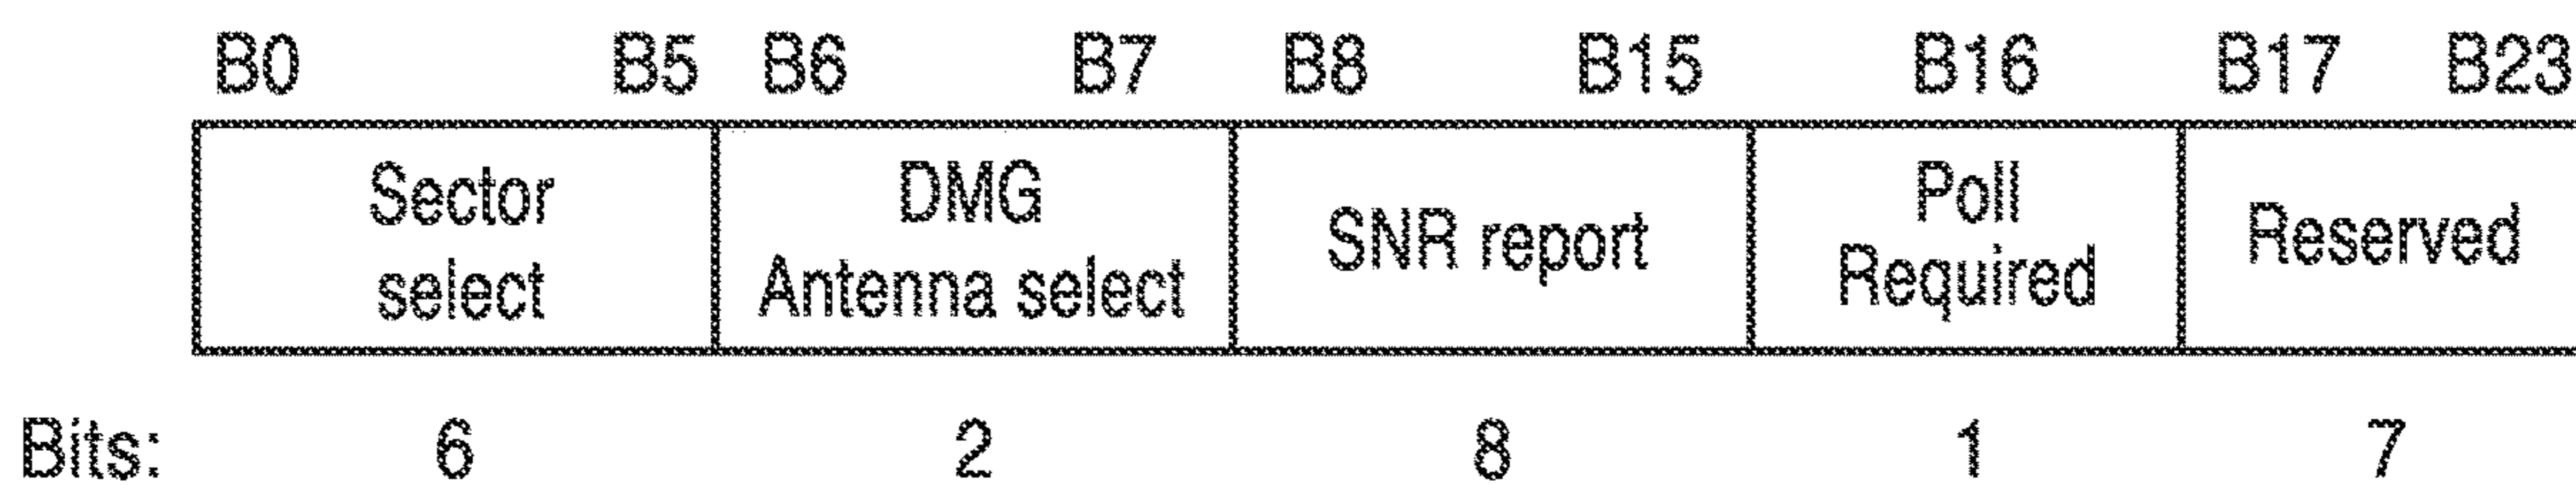 B0 B5 B6 B7 B8 B15 B16 B17 B23
Sector select DMG Antenna select SNR report Poll Required Reserved
Bits: 6 2 8 1 7